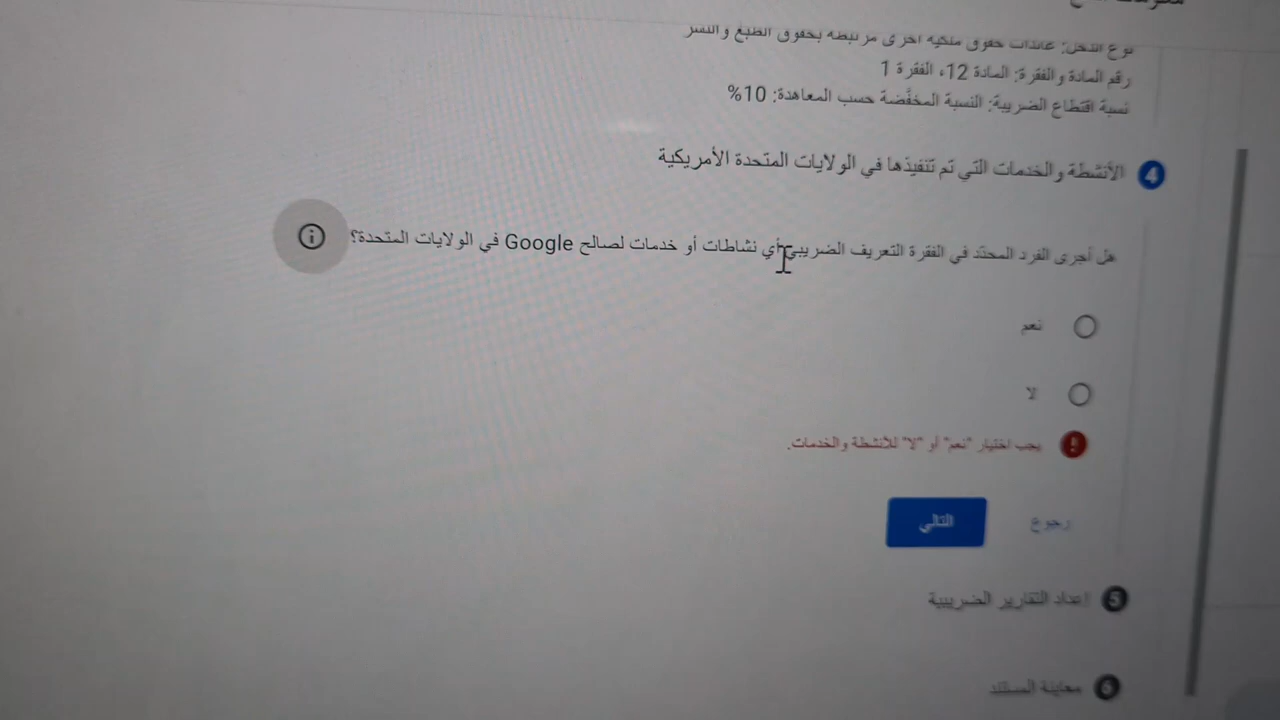 نوع الدخل: عائدات حقوق ملكية أخرى مرتبطة بحقوق الطبع والنشر
رقم المادة والفقرة: المادة 12، الفقرة 1
نسبة اقتطاع الضريبة: النسبة المخفَّضة حسب المعاهدة: 10%
4 الأنشطة والخدمات التي تم تنفيذها في الولايات المتحدة الأمريكية
هل أجرى الفرد المحدّد في الفقرة التعريف الضريبي أي نشاطات أو خدمات لصالح Google في الولايات المتحدة؟
نعم
لا
يجب اختيار "نعم" أو "لا" للأنشطة والخدمات.
رجوع التالي
5 إعداد التقارير الضريبية
6 معاينة المستند